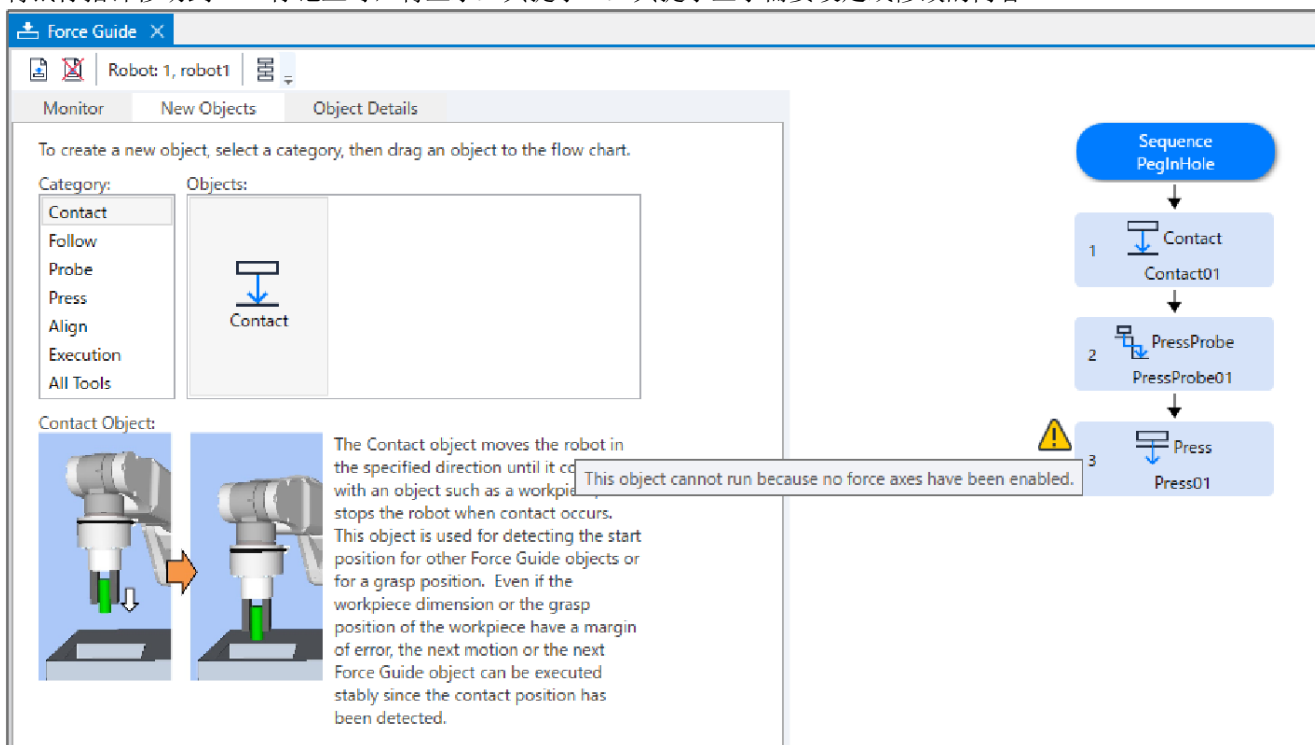 Force Guide
Robot: 1, robot1
Monitor New Objects Object Details
To create a new object, select a category, then drag an object to the flow chart.
Category: Objects:
Contact
Follow
Probe
Press
Align
Execution
All Tools
Contact
Contact Object:
The Contact object moves the robot in
the specified direction until it co
with an object such as a workpie
stops the robot when contact occurs.
This object is used for detecting the start
position for other Force Guide objects or
for a grasp position. Even if the
workpiece dimension or the grasp
position of the workpiece have a margin
of error, the next motion or the next
Force Guide object can be executed
stably since the contact position has
been detected.
Sequence
PegInHole
1 Contact
Contact01
2 PressProbe
PressProbe01
This object cannot run because no force axes have been enabled.
3 Press
Press01